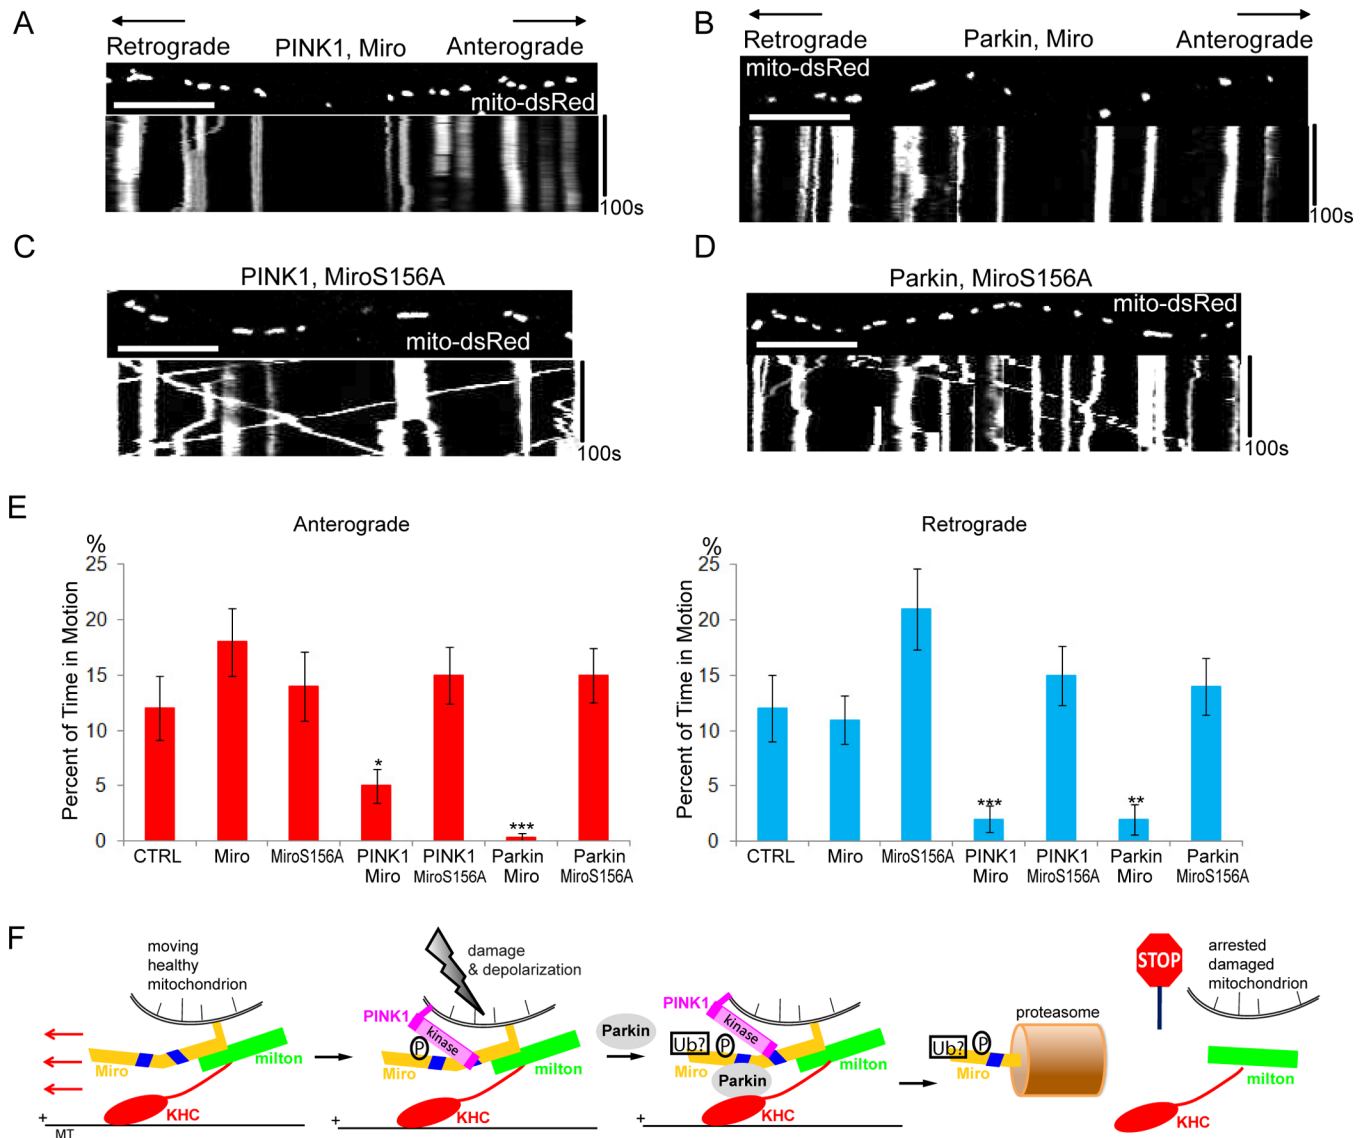 A
Retrograde
PINK1, Miro
Anterograde
mito-dsRed
100s
B
Retrograde
Parkin, Miro
Anterograde
mito-dsRed
100s
C
PINK1, MiroS156A
mito-dsRed
100s
D
Parkin, MiroS156A
mito-dsRed
100s
E
Anterograde
%
Percent of Time in Motion
25
20
15
10
5
0
*
***
CTRL
Miro
MiroS156A
PINK1
Miro
PINK1
MiroS156A
Parkin
Miro
Parkin
MiroS156A
Retrograde
%
Percent of Time in Motion
25
20
15
10
5
0
***
**
CTRL
Miro
MiroS156A
PINK1
Miro
PINK1
MiroS156A
Parkin
Miro
Parkin
MiroS156A
F
moving
healthy
mitochondrion
Miro
milton
KHC
+
MT
damage
& depolarization
PINK1
kinase
P
milton
KHC
+
Parkin
PINK1
kinase
Ub?
P
Miro
Parkin
milton
KHC
+
proteasome
Ub?
P
Miro
STOP
arrested
damaged
mitochondrion
milton
KHC